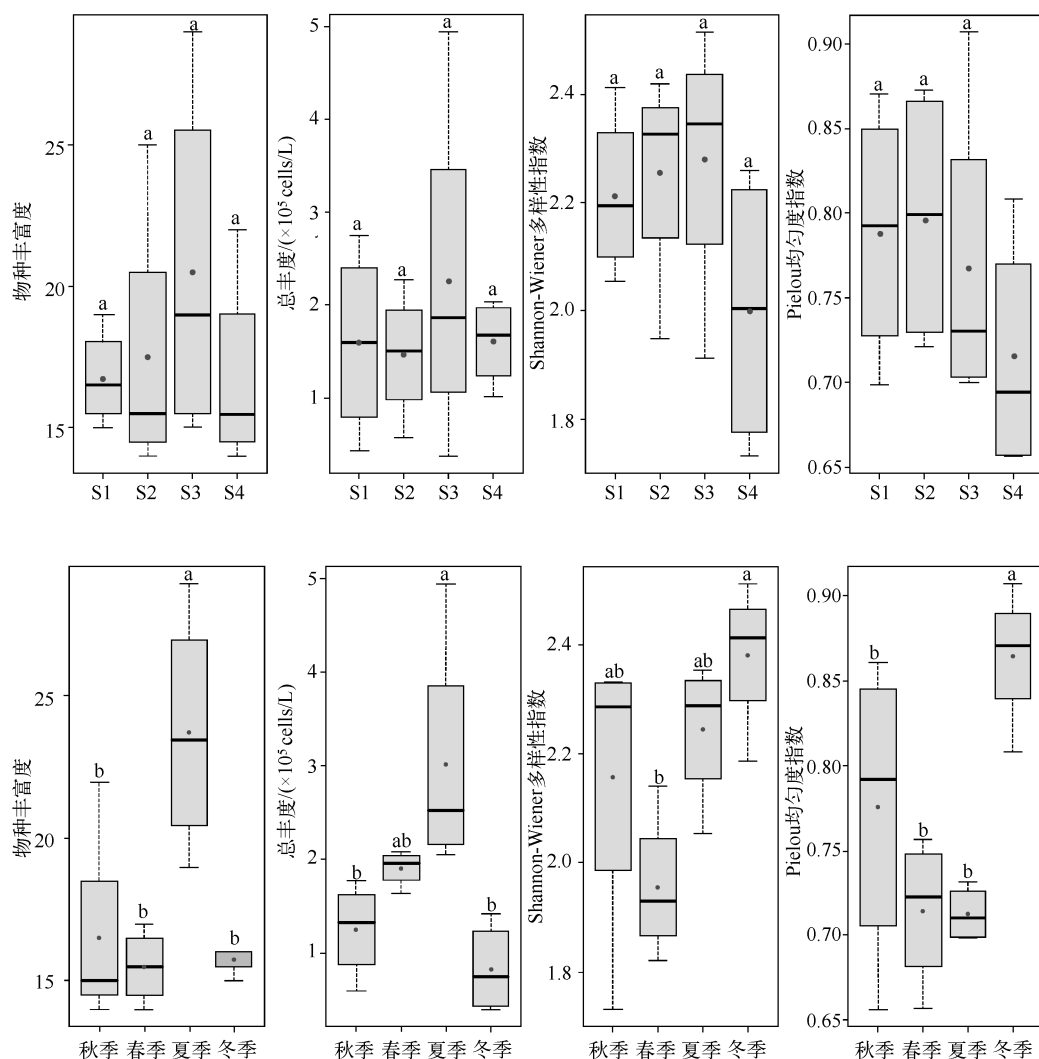 物种丰富度
25
20
15
a
a
a
a
S1 S2 S3 S4
总丰度/(×10⁵ cells/L)
5
4
3
2
1
a
a
a
a
S1 S2 S3 S4
Shannon-Wiener多样性指数
2.4
2.2
2.0
1.8
a
a
a
a
S1 S2 S3 S4
Pielou均匀度指数
0.90
0.85
0.80
0.75
0.70
0.65
a
a
a
a
S1 S2 S3 S4
物种丰富度
25
20
15
b
b
a
b
秋季 春季 夏季 冬季
总丰度/(×10⁵ cells/L)
5
4
3
2
1
b
ab
a
b
秋季 春季 夏季 冬季
Shannon-Wiener多样性指数
2.4
2.2
2.0
1.8
ab
b
ab
a
秋季 春季 夏季 冬季
Pielou均匀度指数
0.90
0.85
0.80
0.75
0.70
0.65
b
b
b
a
秋季 春季 夏季 冬季